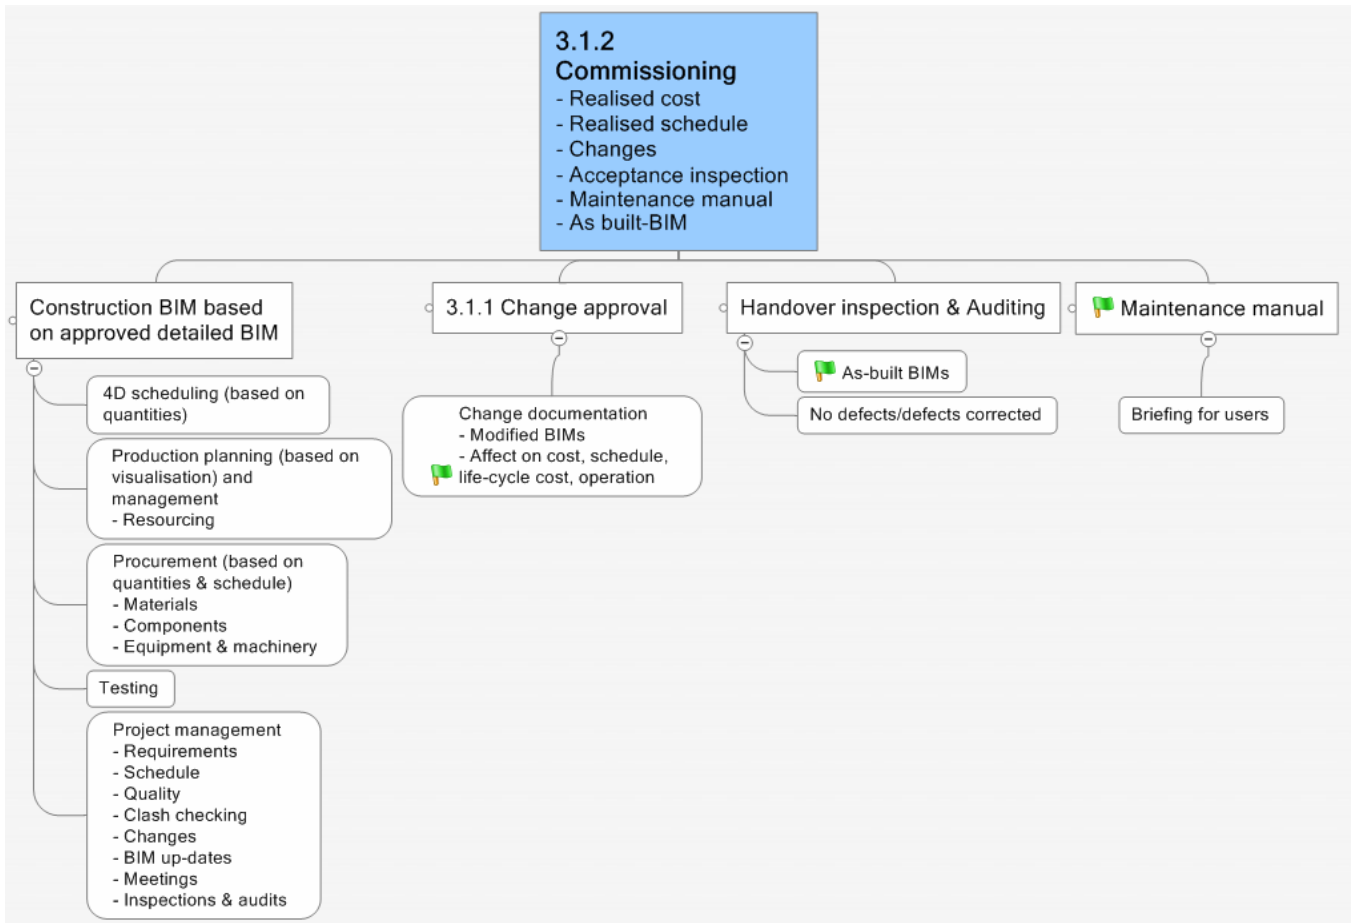 3.1.2
Commissioning
- Realised cost
- Realised schedule
- Changes
- Acceptance inspection
- Maintenance manual
- As built-BIM
Construction BIM based
on approved detailed BIM
4D scheduling (based on
quantities)
Production planning (based on
visualisation) and
management
- Resourcing
Procurement (based on
quantities & schedule)
- Materials
- Components
- Equipment & machinery
Testing
Project management
- Requirements
- Schedule
- Quality
- Clash checking
- Changes
- BIM up-dates
- Meetings
- Inspections & audits
3.1.1 Change approval
Change documentation
- Modified BIMs
- Affect on cost, schedule,
life-cycle cost, operation
Handover inspection & Auditing
As-built BIMs
No defects/defects corrected
Maintenance manual
Briefing for users